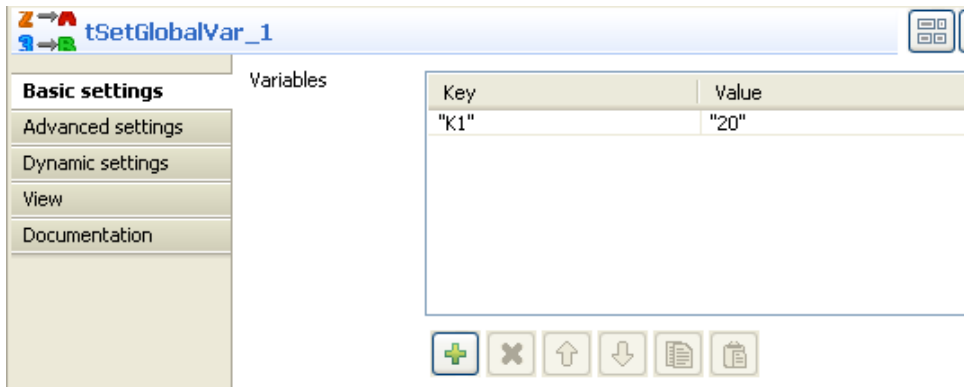 tSetGlobalVar_1
Basic settings
Advanced settings
Dynamic settings
View
Documentation
Variables
Key Value
"K1" "20"